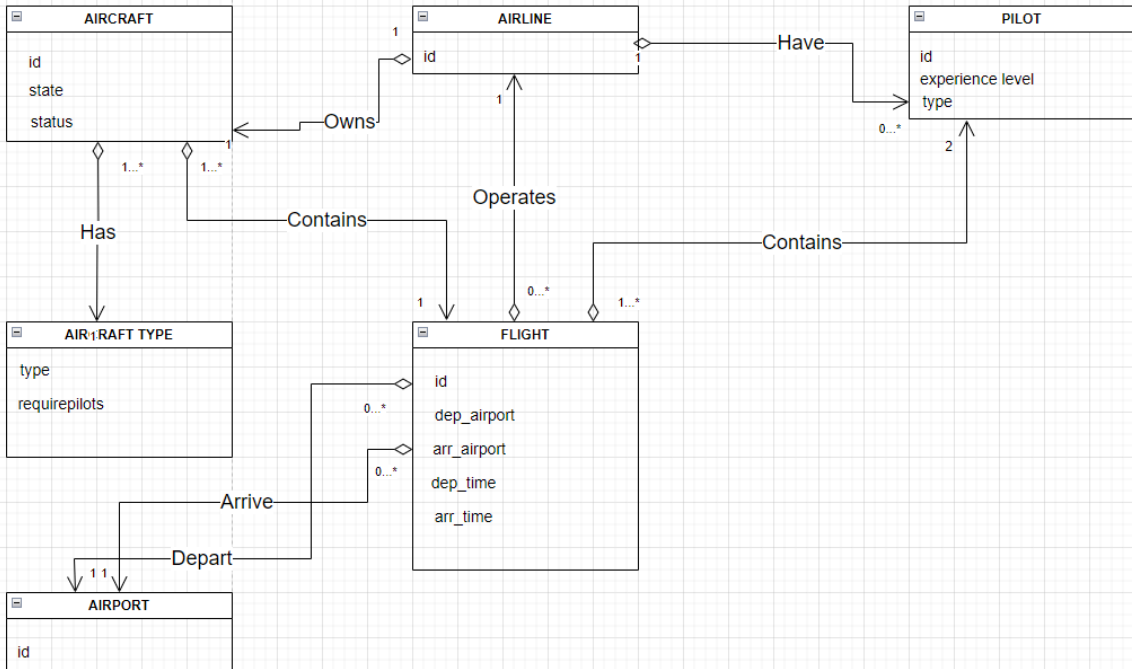 AIRCRAFT
id
state
status
AIRLINE
id
PILOT
id
experience level
type
1
1
Have
0...*
Owns
1
1
2
1...*
1...*
Operates
Has
Contains
Contains
1
0...*
1...*
AIRCRAFT TYPE
1
type
requirepilots
FLIGHT
id
dep_airport
arr_airport
dep_time
arr_time
0...*
0...*
Arrive
Depart
1
1
AIRPORT
id